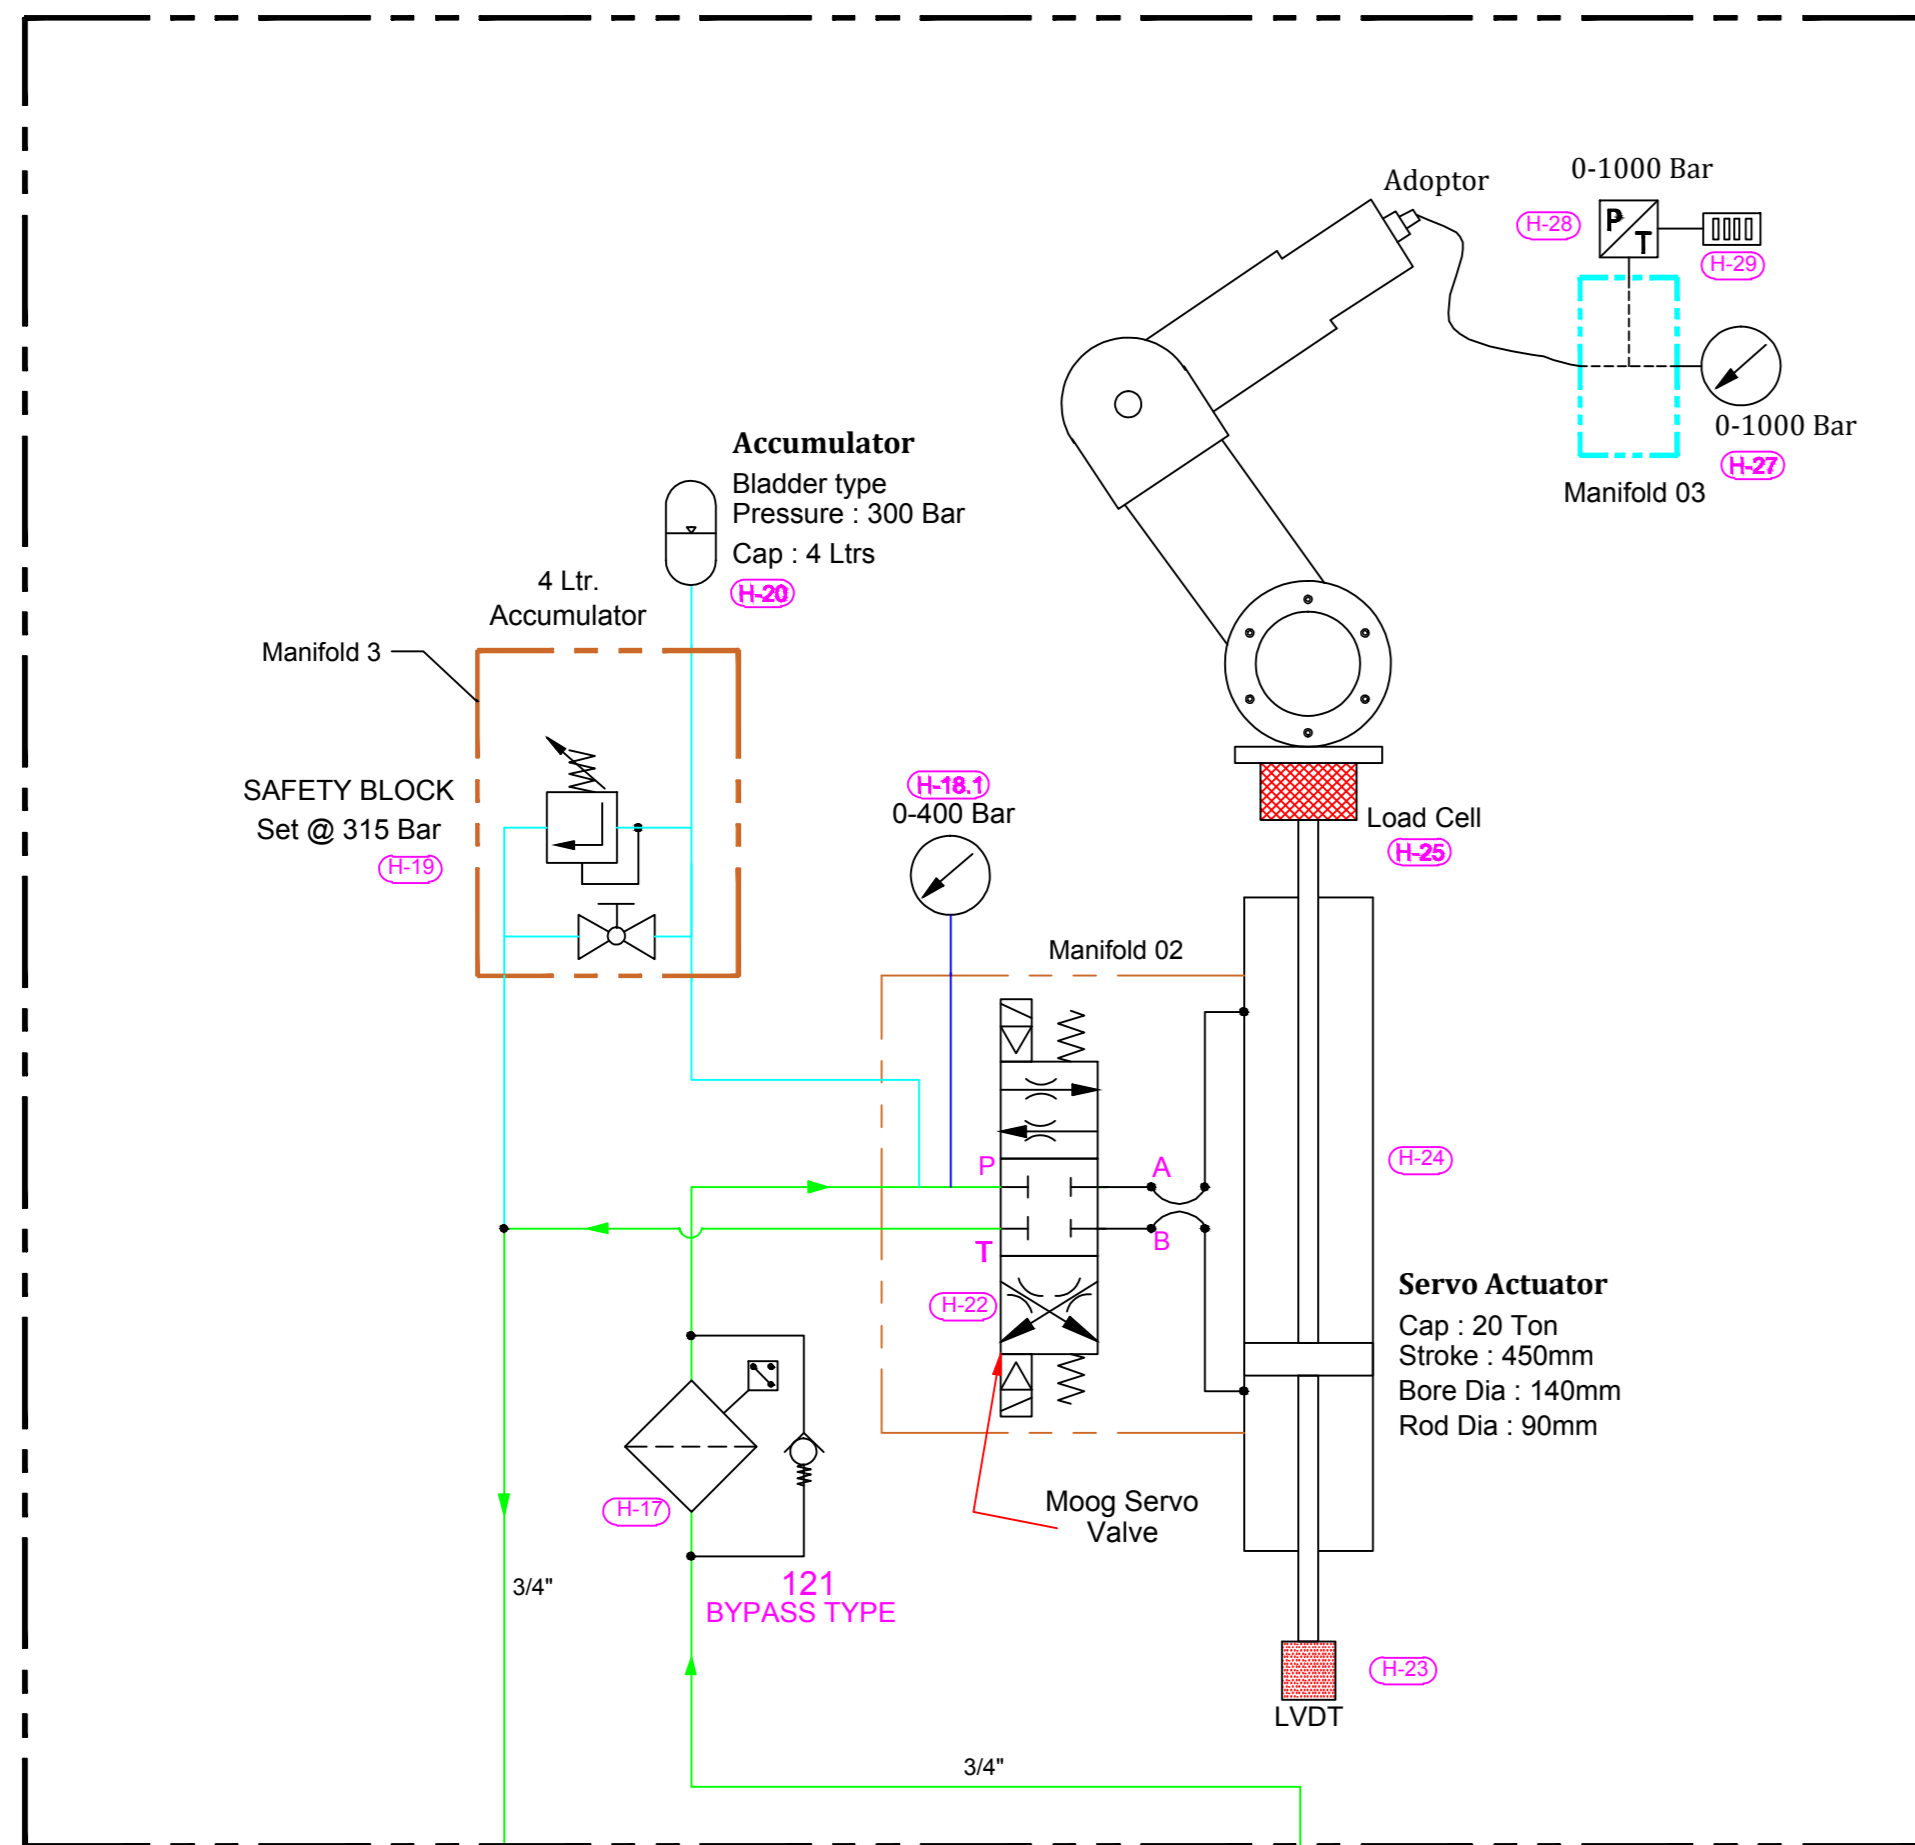 Adoptor
0-1000 Bar
H-28
P
T
H-29
0-1000 Bar
H-27
Manifold 03
Accumulator
Bladder type
Pressure : 300 Bar
Cap : 4 Ltrs
H-20
4 Ltr.
Accumulator
Manifold 3
SAFETY BLOCK
Set @ 315 Bar
H-19
H-18.1
0-400 Bar
Load Cell
H-25
Manifold 02
P
A
T
B
H-22
H-24
Servo Actuator
Cap : 20 Ton
Stroke : 450mm
Bore Dia : 140mm
Rod Dia : 90mm
H-17
Moog Servo
Valve
121
BYPASS TYPE
3/4"
H-23
LVDT
3/4"